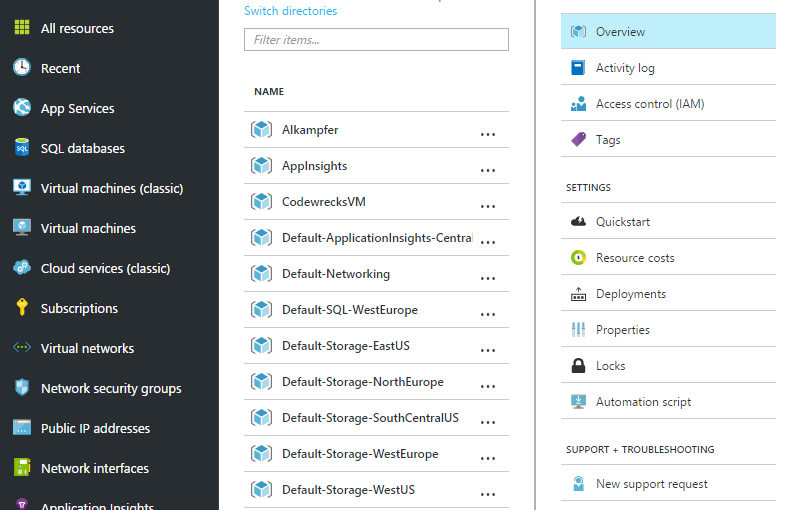 All resources
Recent
App Services
SQL databases
Virtual machines (classic)
Virtual machines
Cloud services (classic)
Subscriptions
Virtual networks
Network security groups
Public IP addresses
Network interfaces
Application Insights
Switch directories
Filter items...
NAME
Alkampfer
...
AppInsights
...
CodewrecksVM
...
Default-ApplicationInsights-Central
...
Default-Networking
...
Default-SQL-WestEurope
...
Default-Storage-EastUS
...
Default-Storage-NorthEurope
...
Default-Storage-SouthCentralUS
...
Default-Storage-WestEurope
...
Default-Storage-WestUS
...
Overview
Activity log
Access control (IAM)
Tags
SETTINGS
Quickstart
Resource costs
Deployments
Properties
Locks
Automation script
SUPPORT + TROUBLESHOOTING
New support request